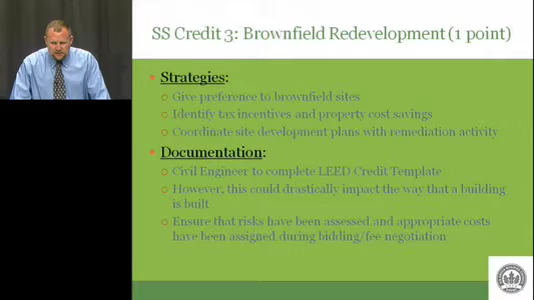 SS Credit 3: Brownfield Redevelopment (1 point)
Strategies:
Give preference to brownfield sites
Identify tax incentives and property cost savings
Coordinate site development plans with remediation activity
Documentation:
Civil Engineer to complete LEED Credit Template
However, this could drastically impact the way that a building
is built
Ensure that risks have been assessed and appropriate costs
have been assigned during bidding/fee negotiation